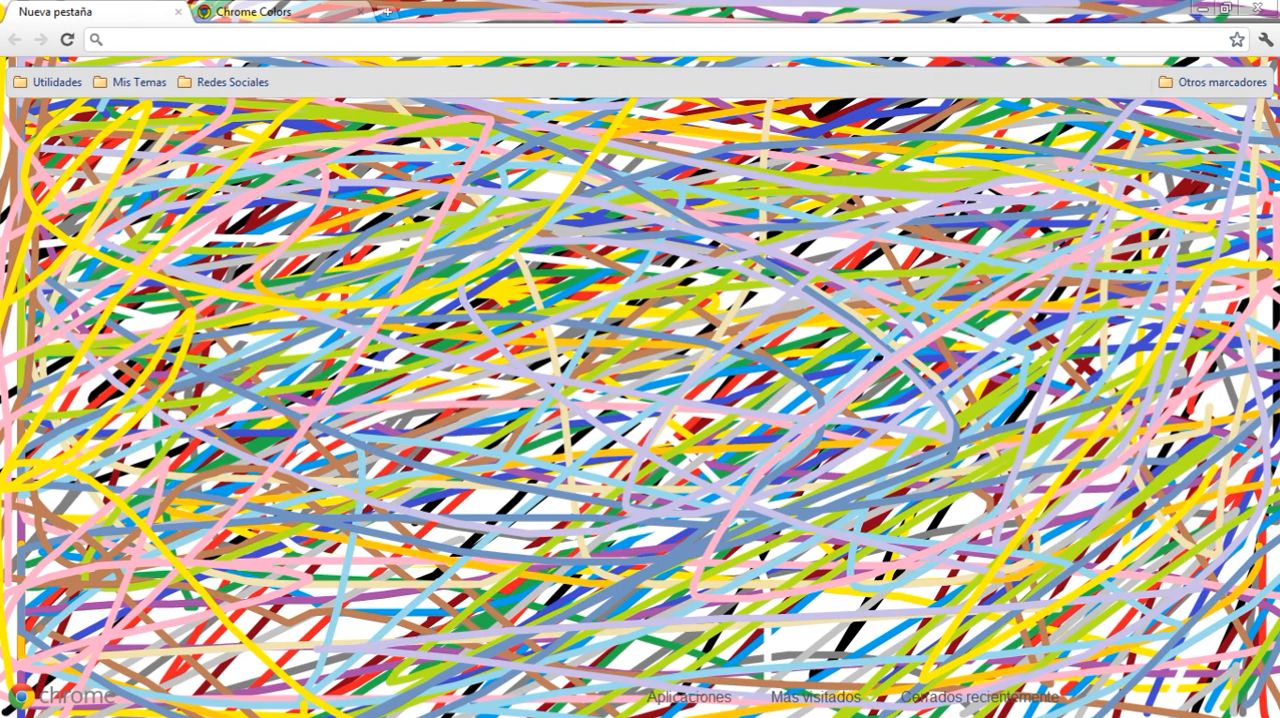 Nueva pestaña
Chrome Colors
Utilidades
Mis Temas
Redes Sociales
Otros marcadores
chrome
Aplicaciones
Más visitados
Cerrados recientemente